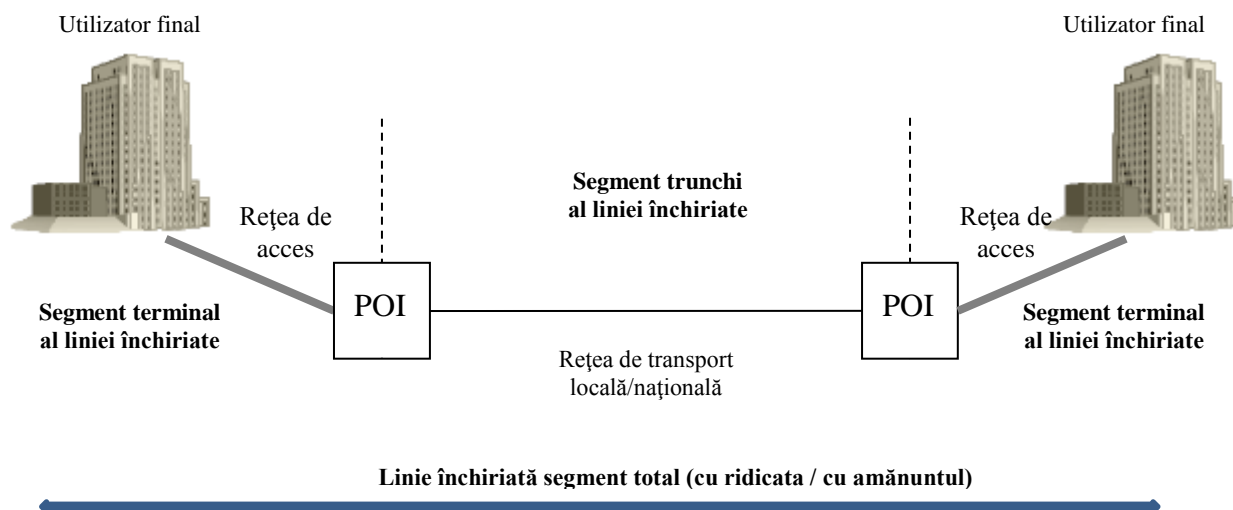 Utilizator final
Utilizator final
Segment trunchi
al liniei închiriate
Reţea de
acces
Reţea de
acces
POI
POI
Segment terminal
al liniei închiriate
Segment terminal
al liniei închiriate
Reţea de transport
locală/naţională
Linie închiriată segment total (cu ridicata / cu amănuntul)